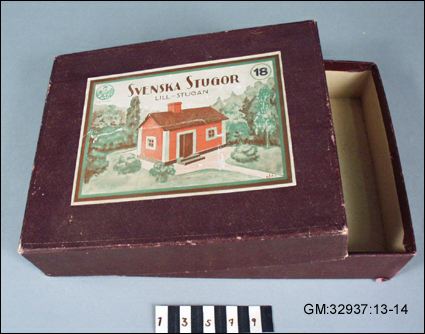 SVENSKA STUGOR
18
LILL-STUGAN
GM:32937:13-14
1 3 5 7 9